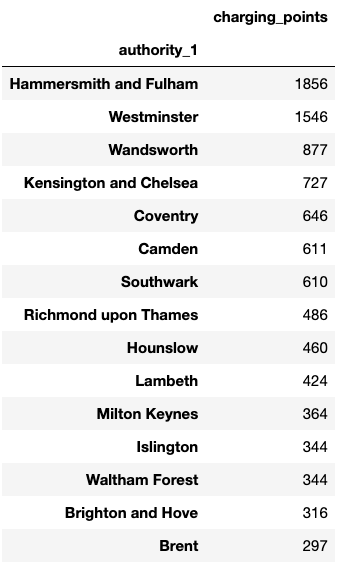 charging_points
authority_1
Hammersmith and Fulham 1856
Westminster 1546
Wandsworth 877
Kensington and Chelsea 727
Coventry 646
Camden 611
Southwark 610
Richmond upon Thames 486
Hounslow 460
Lambeth 424
Milton Keynes 364
Islington 344
Waltham Forest 344
Brighton and Hove 316
Brent 297